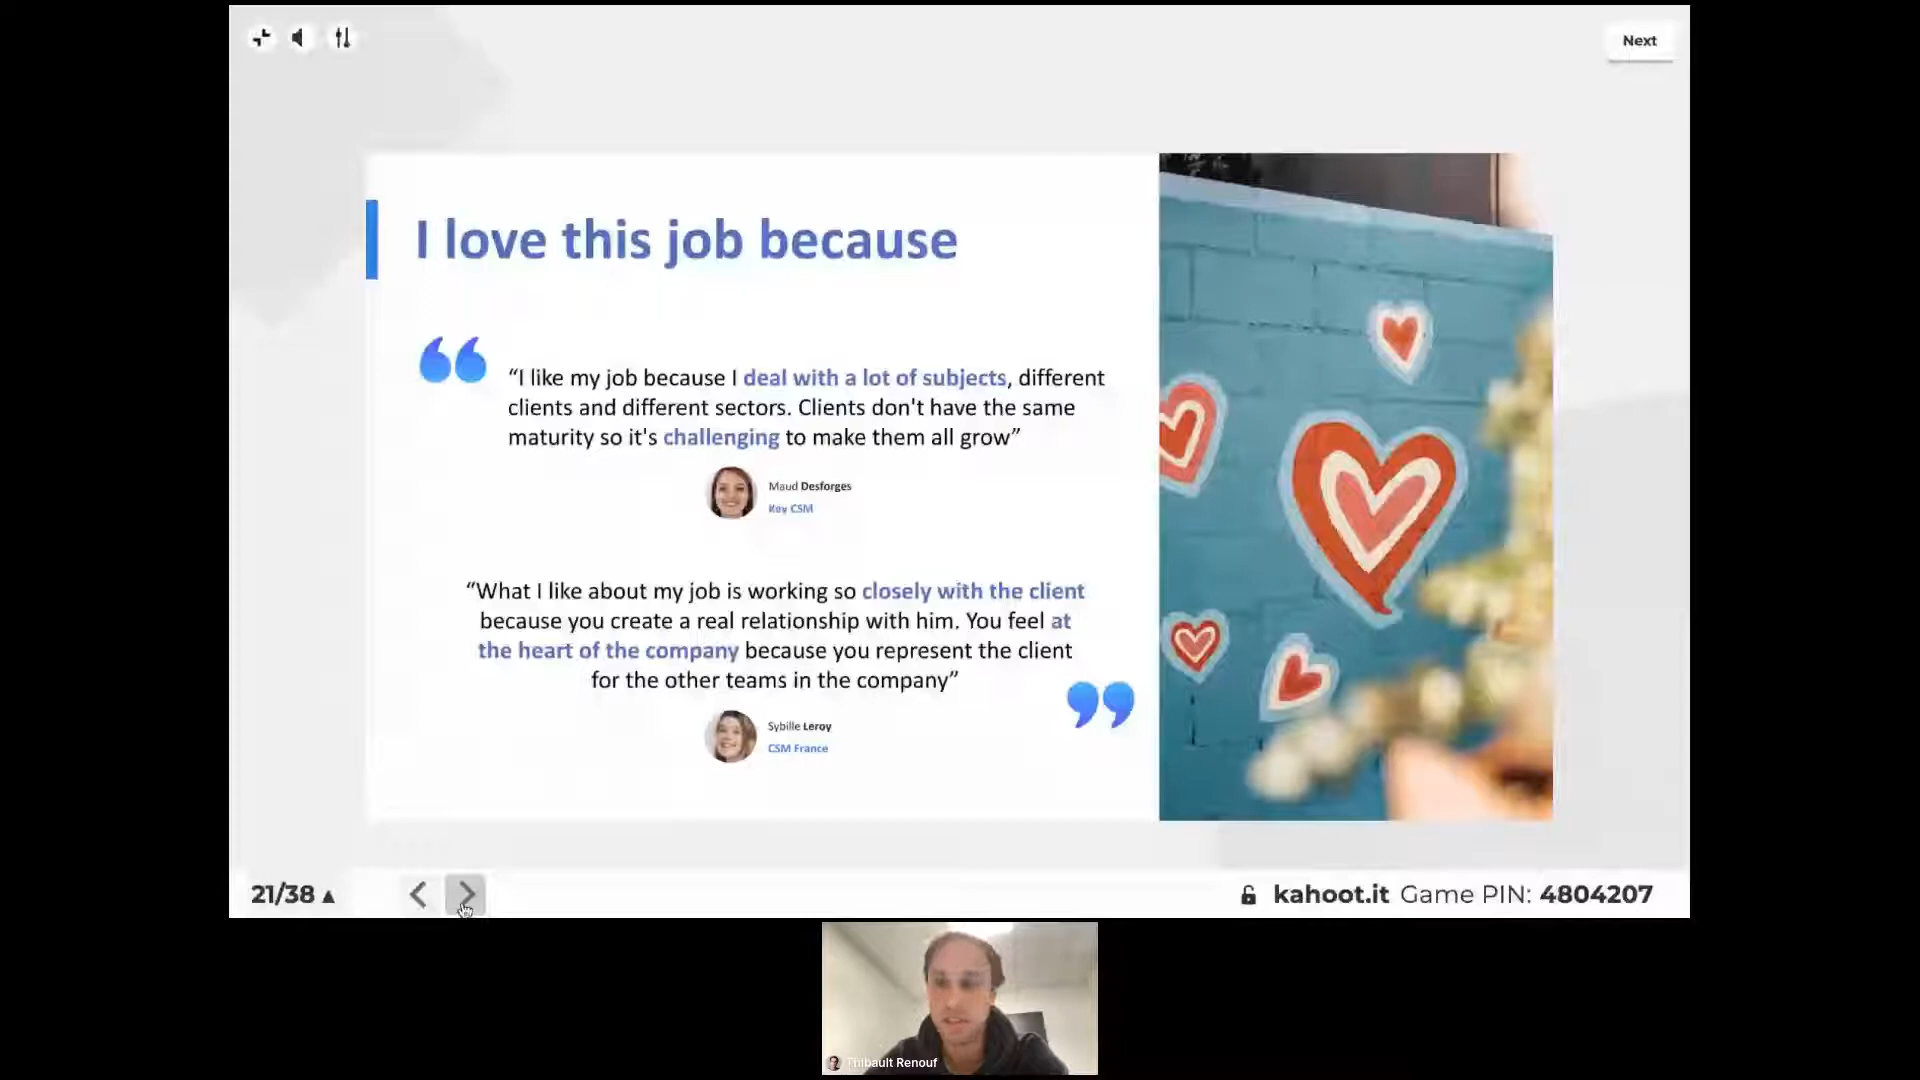 Next
I love this job because
“I like my job because I deal with a lot of subjects, different
clients and different sectors. Clients don't have the same
maturity so it's challenging to make them all grow”
Maud Desforges
Key CSM
“What I like about my job is working so closely with the client
because you create a real relationship with him. You feel at
the heart of the company because you represent the client
for the other teams in the company”
Sybille Leroy
CSM France
21/38
kahoot.it Game PIN: 4804207
Thibault Renouf